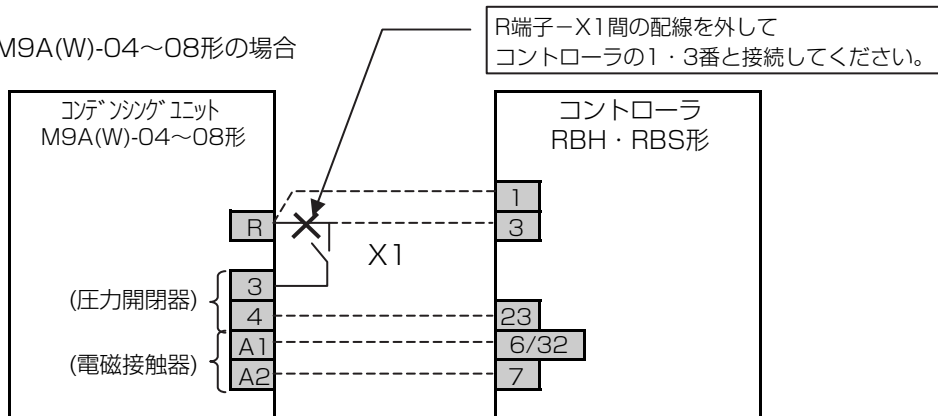 M9A(W)-04～08形の場合
R端子－X1間の配線を外して
コントローラの1・3番と接続してください。
ｺﾝﾃﾞﾝｼﾝｸﾞﾕﾆｯﾄ
M9A(W)-04～08形
コントローラ
RBH・RBS形
1
R
3
X1
3
(圧力開閉器)
4
23
A1
6/32
(電磁接触器)
A2
7